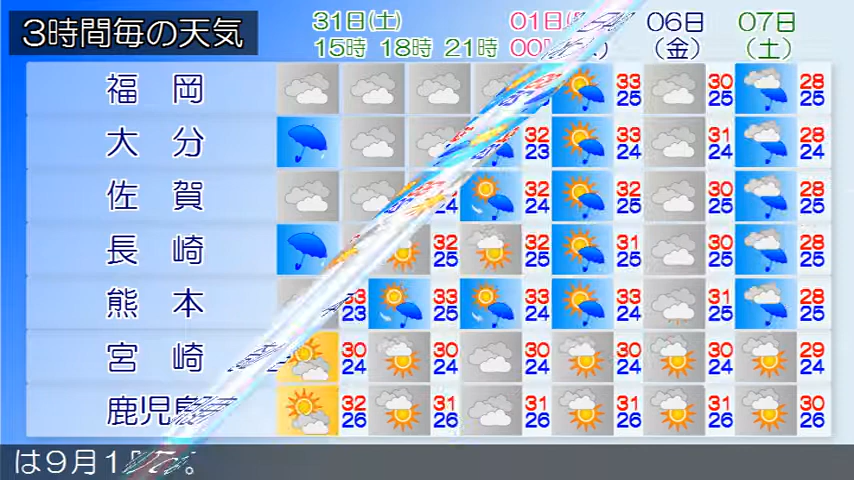 3時間毎の天気
31日(土) 01日 06日 07日
15時 18時 21時 (金) (土)
福岡 33 25 30 25 28 25
大分 32 23 33 24 31 24 28 24
佐賀 24 32 24 32 25 30 25 28 25
長崎 32 25 32 25 31 25 30 25 28 25
熊本 23 33 25 33 24 33 24 31 25 28 25
宮崎 30 24 30 24 30 24 30 24 30 24 29 24
鹿児 32 26 31 26 31 26 31 26 31 26 30 26
は9月1